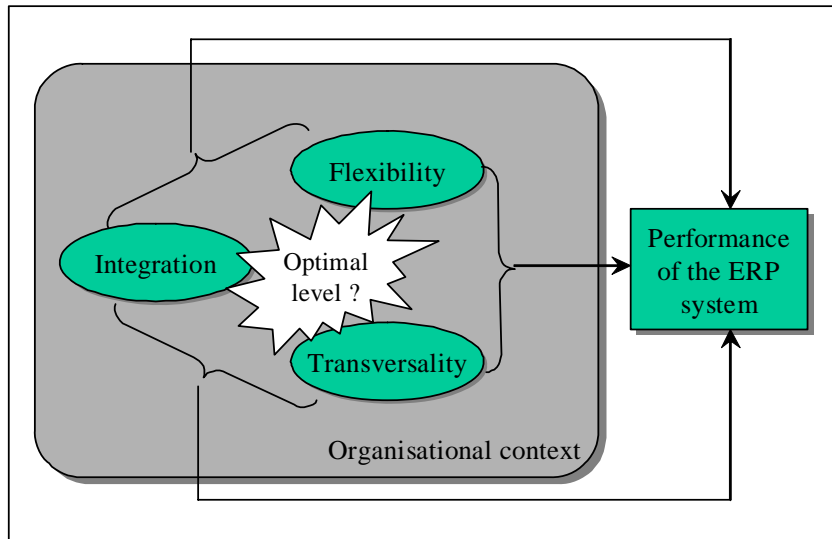 Flexibility
Integration
Optimal
level ?
Transversality
Organisational context
Performance
of the ERP
system